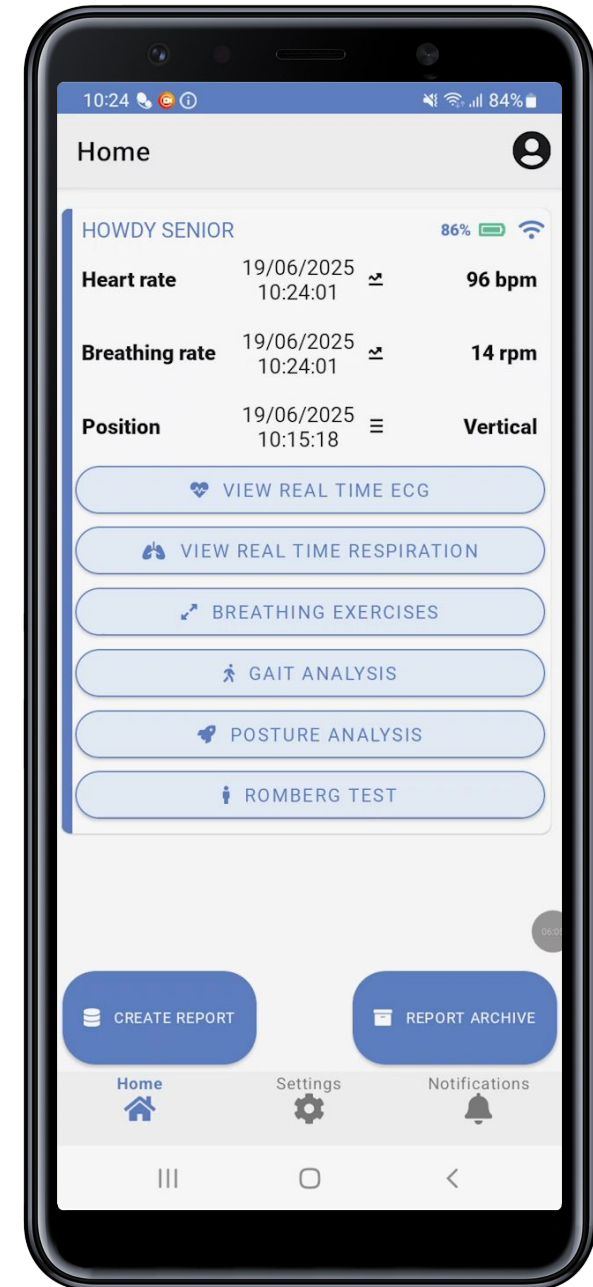 10:24
84%
Home
HOWDY SENIOR
86%
Heart rate
19/06/2025
10:24:01
96 bpm
Breathing rate
19/06/2025
10:24:01
14 rpm
Position
19/06/2025
10:15:18
Vertical
VIEW REAL TIME ECG
VIEW REAL TIME RESPIRATION
BREATHING EXERCISES
GAIT ANALYSIS
POSTURE ANALYSIS
ROMBERG TEST
CREATE REPORT
REPORT ARCHIVE
Home
Settings
Notifications